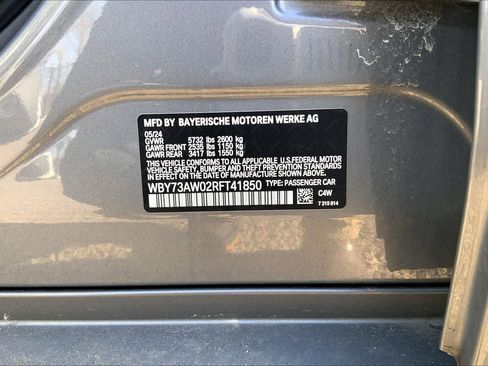 MFD BY BAYERISCHE MOTOREN WERKE AG
05/24
GVWR 5732 lbs 2600 kg
GAWR FRONT 2535 lbs 1150 kg
GAWR REAR 3417 lbs 1550 kg
THIS VEHICLE CONFORMS TO ALL APPLICABLE U.S.FEDERAL MOTOR
VEHICLE SAFETY, BUMPER, AND THEFT PREVENTION STANDARDS IN EFFECT ON THE
DATE OF MANUFACTURE SHOWN ABOVE.
WBY73AW02RFT41850 TYPE: PASSENGER CAR
C4W
7 315 814